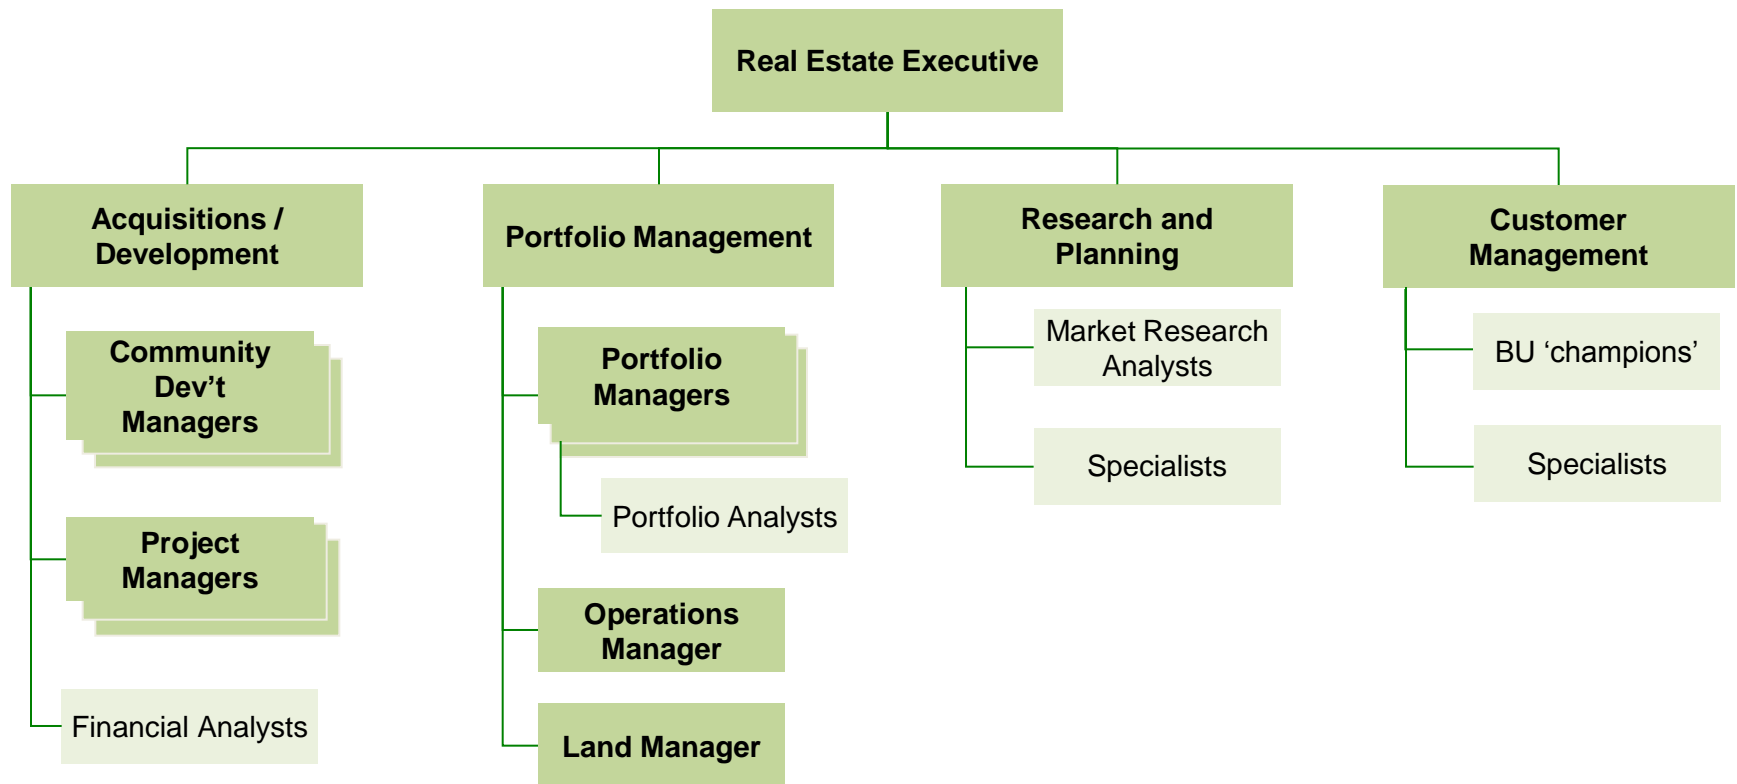 Real Estate Executive
Acquisitions /
Development
Portfolio Management
Research and
Planning
Customer
Management
Community
Dev’t
Managers
Project
Managers
Financial Analysts
Portfolio
Managers
Portfolio Analysts
Operations
Manager
Land Manager
Market Research
Analysts
Specialists
BU ‘champions’
Specialists